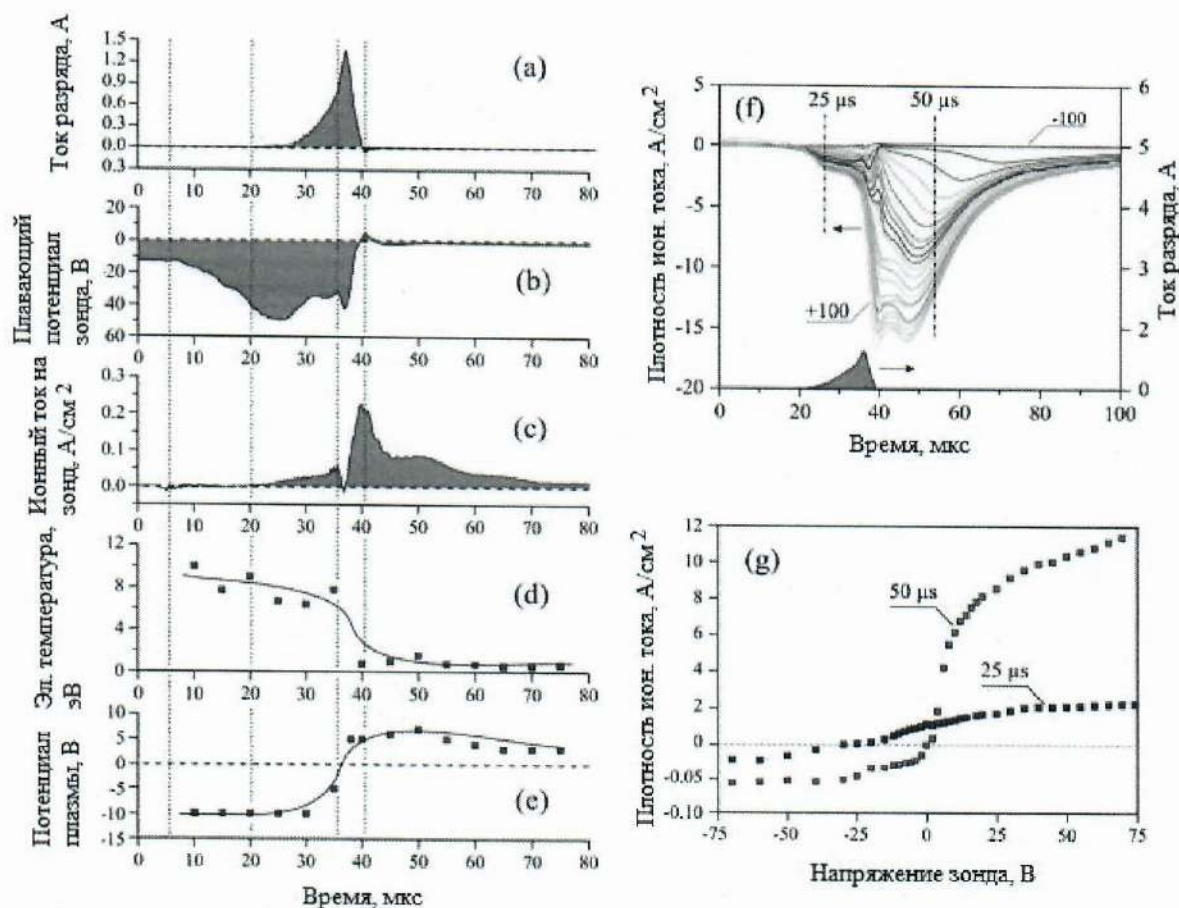 Ток разряда, А
1.5
1.2
0.9
0.6
0.3
0.0
0.3
(a)
0 10 20 30 40 50 60 70 80
Плавающий
потенциал
зонда, В
20
0
-20
-40
60
(b)
0 10 20 30 40 50 60 70 80
Ионный ток на
зонд, А/см 2
0.3
0.2
0.1
0.0
(c)
0 10 20 30 40 50 60 70 80
Эл. температура,
эВ
12
8
4
0
(d)
0 10 20 30 40 50 60 70 80
Потенциал
плазмы, В
10
5
0
-5
-10
-15
(e)
0 10 20 30 40 50 60 70 80
Время, мкс
Плотность ион. тока, А/см2
5
0
-5
-10
-15
-20
(f)
25 μs
50 μs
-100
+100
6
5
4
3
2
1
0
Ток разряда, А
0 20 40 60 80 100
Время, мкс
Плотность ион. тока, А/см2
12
10
8
6
4
2
0
-0.05
-0.10
(g)
50 μs
25 μs
-75 -50 -25 0 25 50 75
Напряжение зонда, В